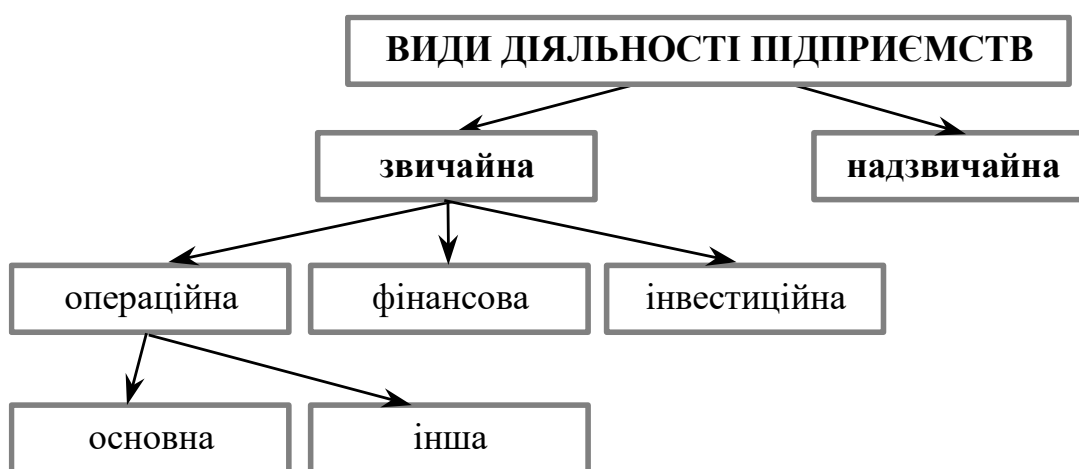 ВИДИ ДІЯЛЬНОСТІ ПІДПРИЄМСТВ
звичайна
надзвичайна
операційна
фінансова
інвестиційна
основна
інша